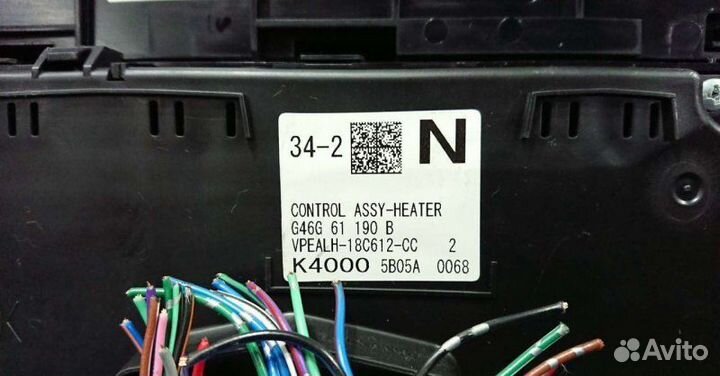 34-2 N
CONTROL ASSY-HEATER
G46G 61 190 B
VPEALH-18C612-CC 2
K4000 5B05A 0068
Avito